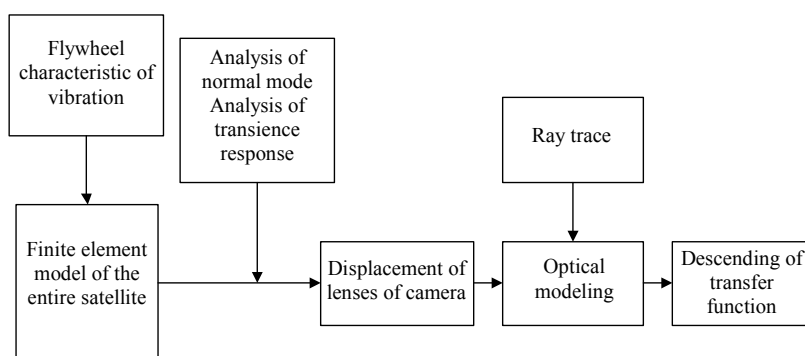 Flywheel
characteristic of
vibration
Analysis of
normal mode
Analysis of
transience
response
Ray trace
Finite element
model of the
entire satellite
Displacement of
lenses of camera
Optical
modeling
Descending of
transfer
function